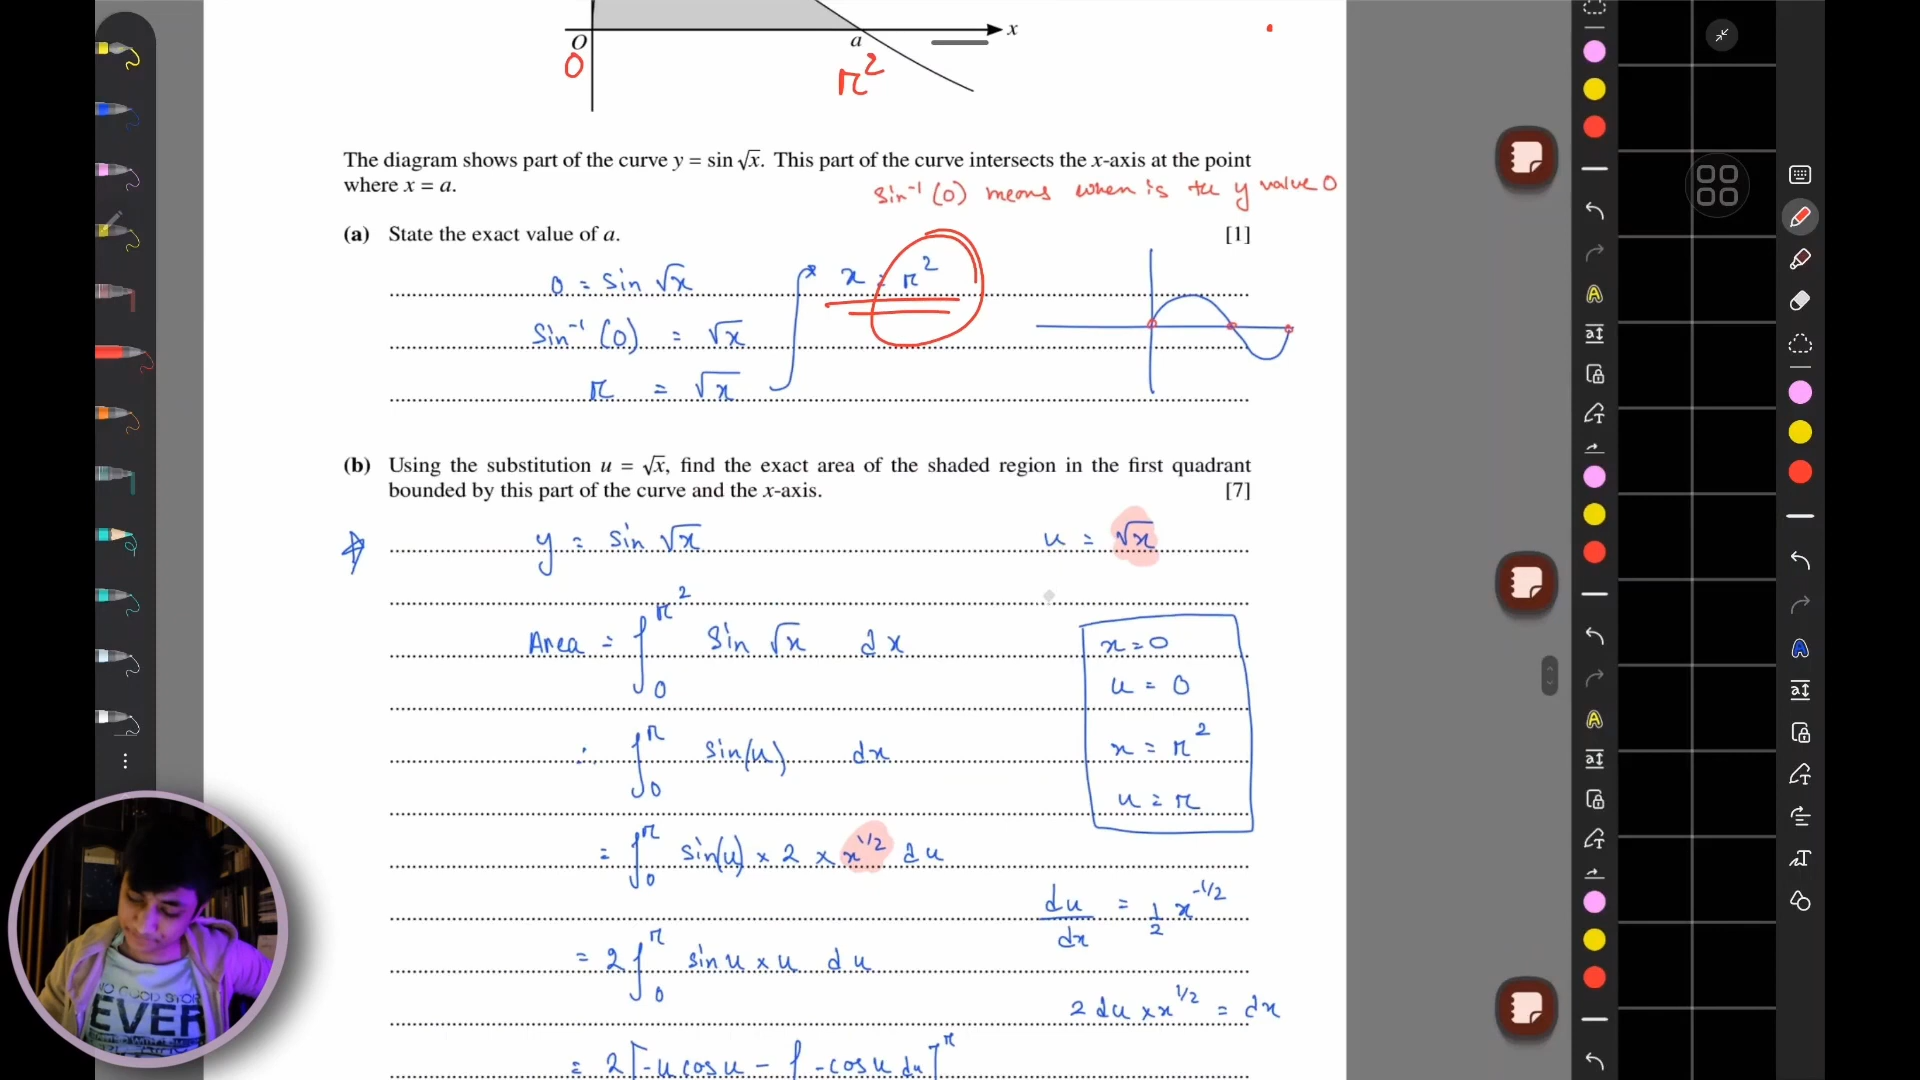 O
a
x
0
π²
The diagram shows part of the curve y = sin √x. This part of the curve intersects the x-axis at the point
where x = a.
sin⁻¹ (0) means when is the y value 0
(a) State the exact value of a. [1]
0 = sin √x
x = π²
sin⁻¹ (0) = √x
π = √x
(b) Using the substitution u = √x, find the exact area of the shaded region in the first quadrant
bounded by this part of the curve and the x-axis. [7]
y = sin √x
u = √x
Area = ∫₀^π² sin √x dx
x = 0
u = 0
x = π²
u = π
∴ ∫₀^π sin(u) dx
= ∫₀^π sin(u) × 2 × x^1/2 du
du/dx = 1/2 x^-1/2
= 2 ∫₀^π sin u × u du
2 du × x^1/2 = dx
= 2 [-u cos u - ∫ -cos u du]^π
EVER